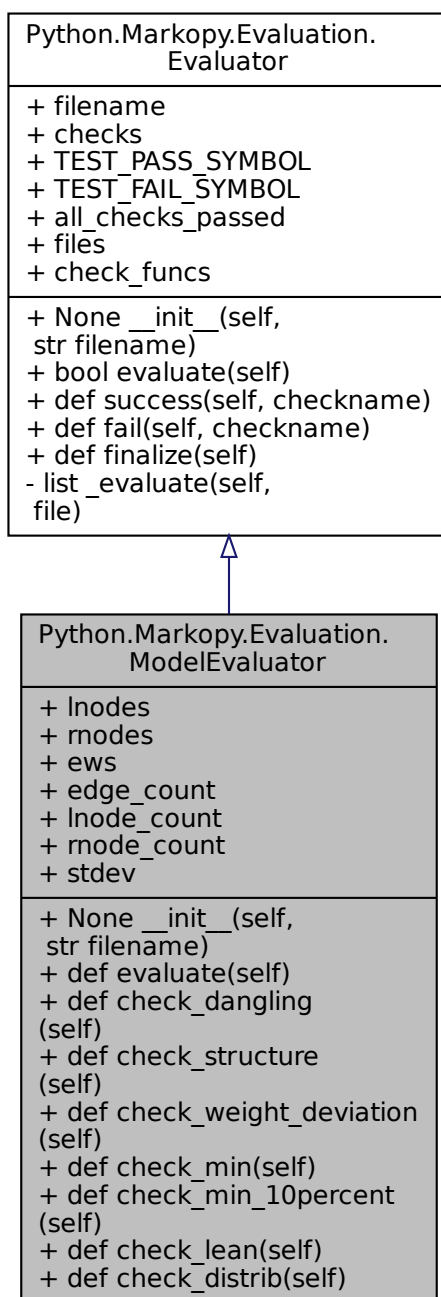 Python.Markopy.Evaluation.
Evaluator
+ filename
+ checks
+ TEST_PASS_SYMBOL
+ TEST_FAIL_SYMBOL
+ all_checks_passed
+ files
+ check_funcs
+ None __init__(self,
str filename)
+ bool evaluate(self)
+ def success(self, checkname)
+ def fail(self, checkname)
+ def finalize(self)
- list _evaluate(self,
file)
Python.Markopy.Evaluation.
ModelEvaluator
+ lnodes
+ rnodes
+ ews
+ edge_count
+ lnode_count
+ rnode_count
+ stdev
+ None __init__(self,
str filename)
+ def evaluate(self)
+ def check_dangling
(self)
+ def check_structure
(self)
+ def check_weight_deviation
(self)
+ def check_min(self)
+ def check_min_10percent
(self)
+ def check_lean(self)
+ def check_distrib(self)